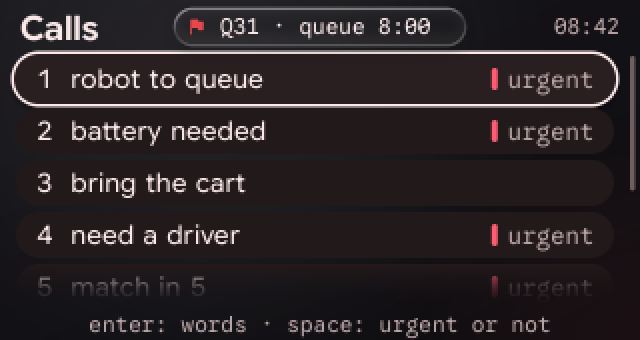 Calls Q31 · queue 8:00 08:42
1 robot to queue urgent
2 battery needed urgent
3 bring the cart
4 need a driver urgent
5 match in 5 urgent
enter: words · space: urgent or not